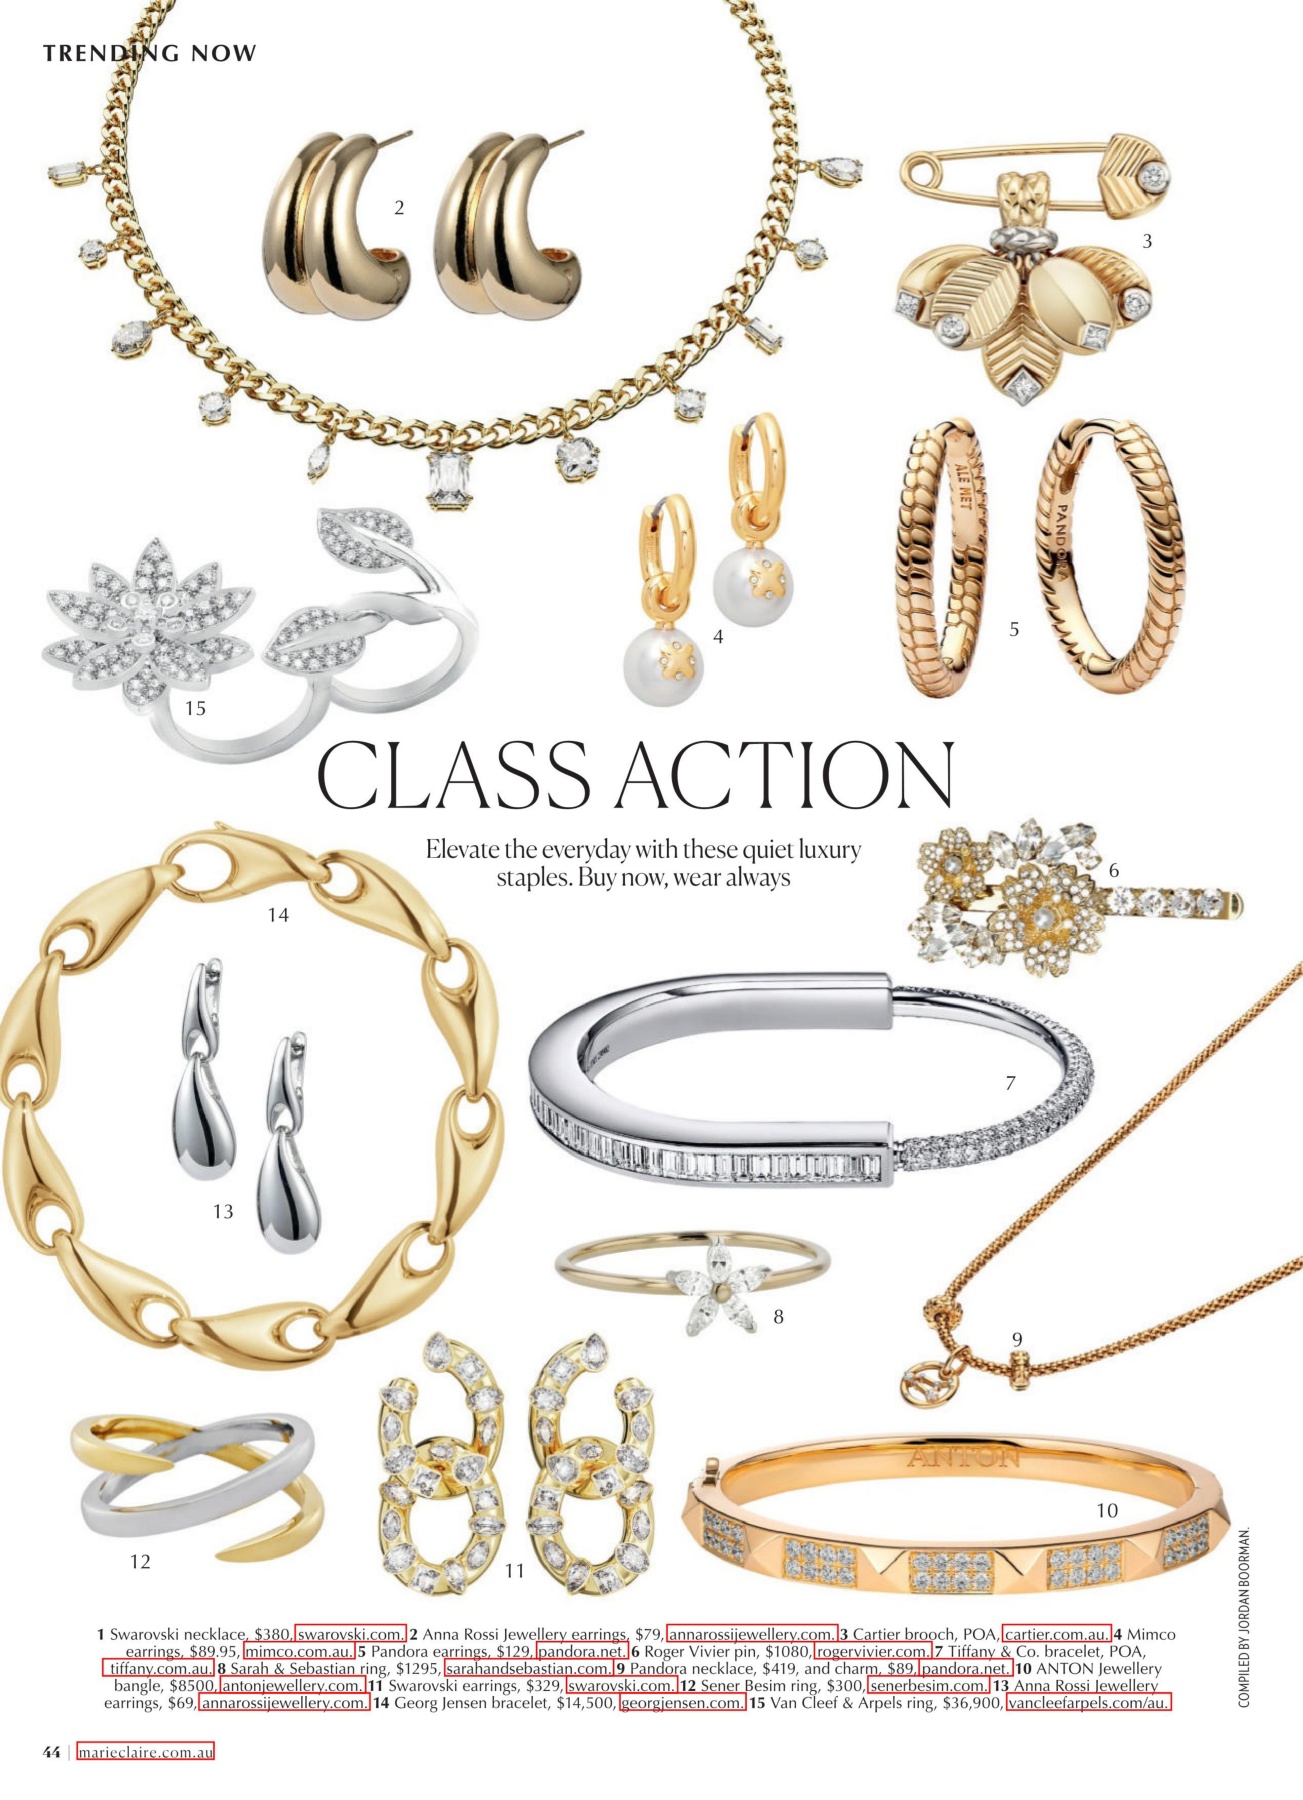 TRENDING NOW
2
3
ALE MET
PANDORA
4
5
15
CLASS ACTION
Elevate the everyday with these quiet luxury
staples. Buy now, wear always
6
14
7
13
8
9
12
11
ANTON
10
1 Swarovski necklace, $380, swarovski.com. 2 Anna Rossi Jewellery earrings, $79, annarossijewellery.com. 3 Cartier brooch, POA, cartier.com.au. 4 Mimco
earrings, $89.95, mimco.com.au. 5 Pandora earrings, $129, pandora.net. 6 Roger Vivier pin, $1080, rogervivier.com. 7 Tiffany & Co. bracelet, POA,
tiffany.com.au. 8 Sarah & Sebastian ring, $1295, sarahandsebastian.com. 9 Pandora necklace, $419, and charm, $89, pandora.net. 10 ANTON Jewellery
bangle, $8500, antonjewellery.com. 11 Swarovski earrings, $329, swarovski.com. 12 Sener Besim ring, $300, senerbesim.com. 13 Anna Rossi Jewellery
earrings, $69, annarossijewellery.com. 14 Georg Jensen bracelet, $14,500, georgjensen.com. 15 Van Cleef & Arpels ring, $36,900, vancleefarpels.com/au.
COMPILED BY JORDAN BOORMAN.
44 | marieclaire.com.au